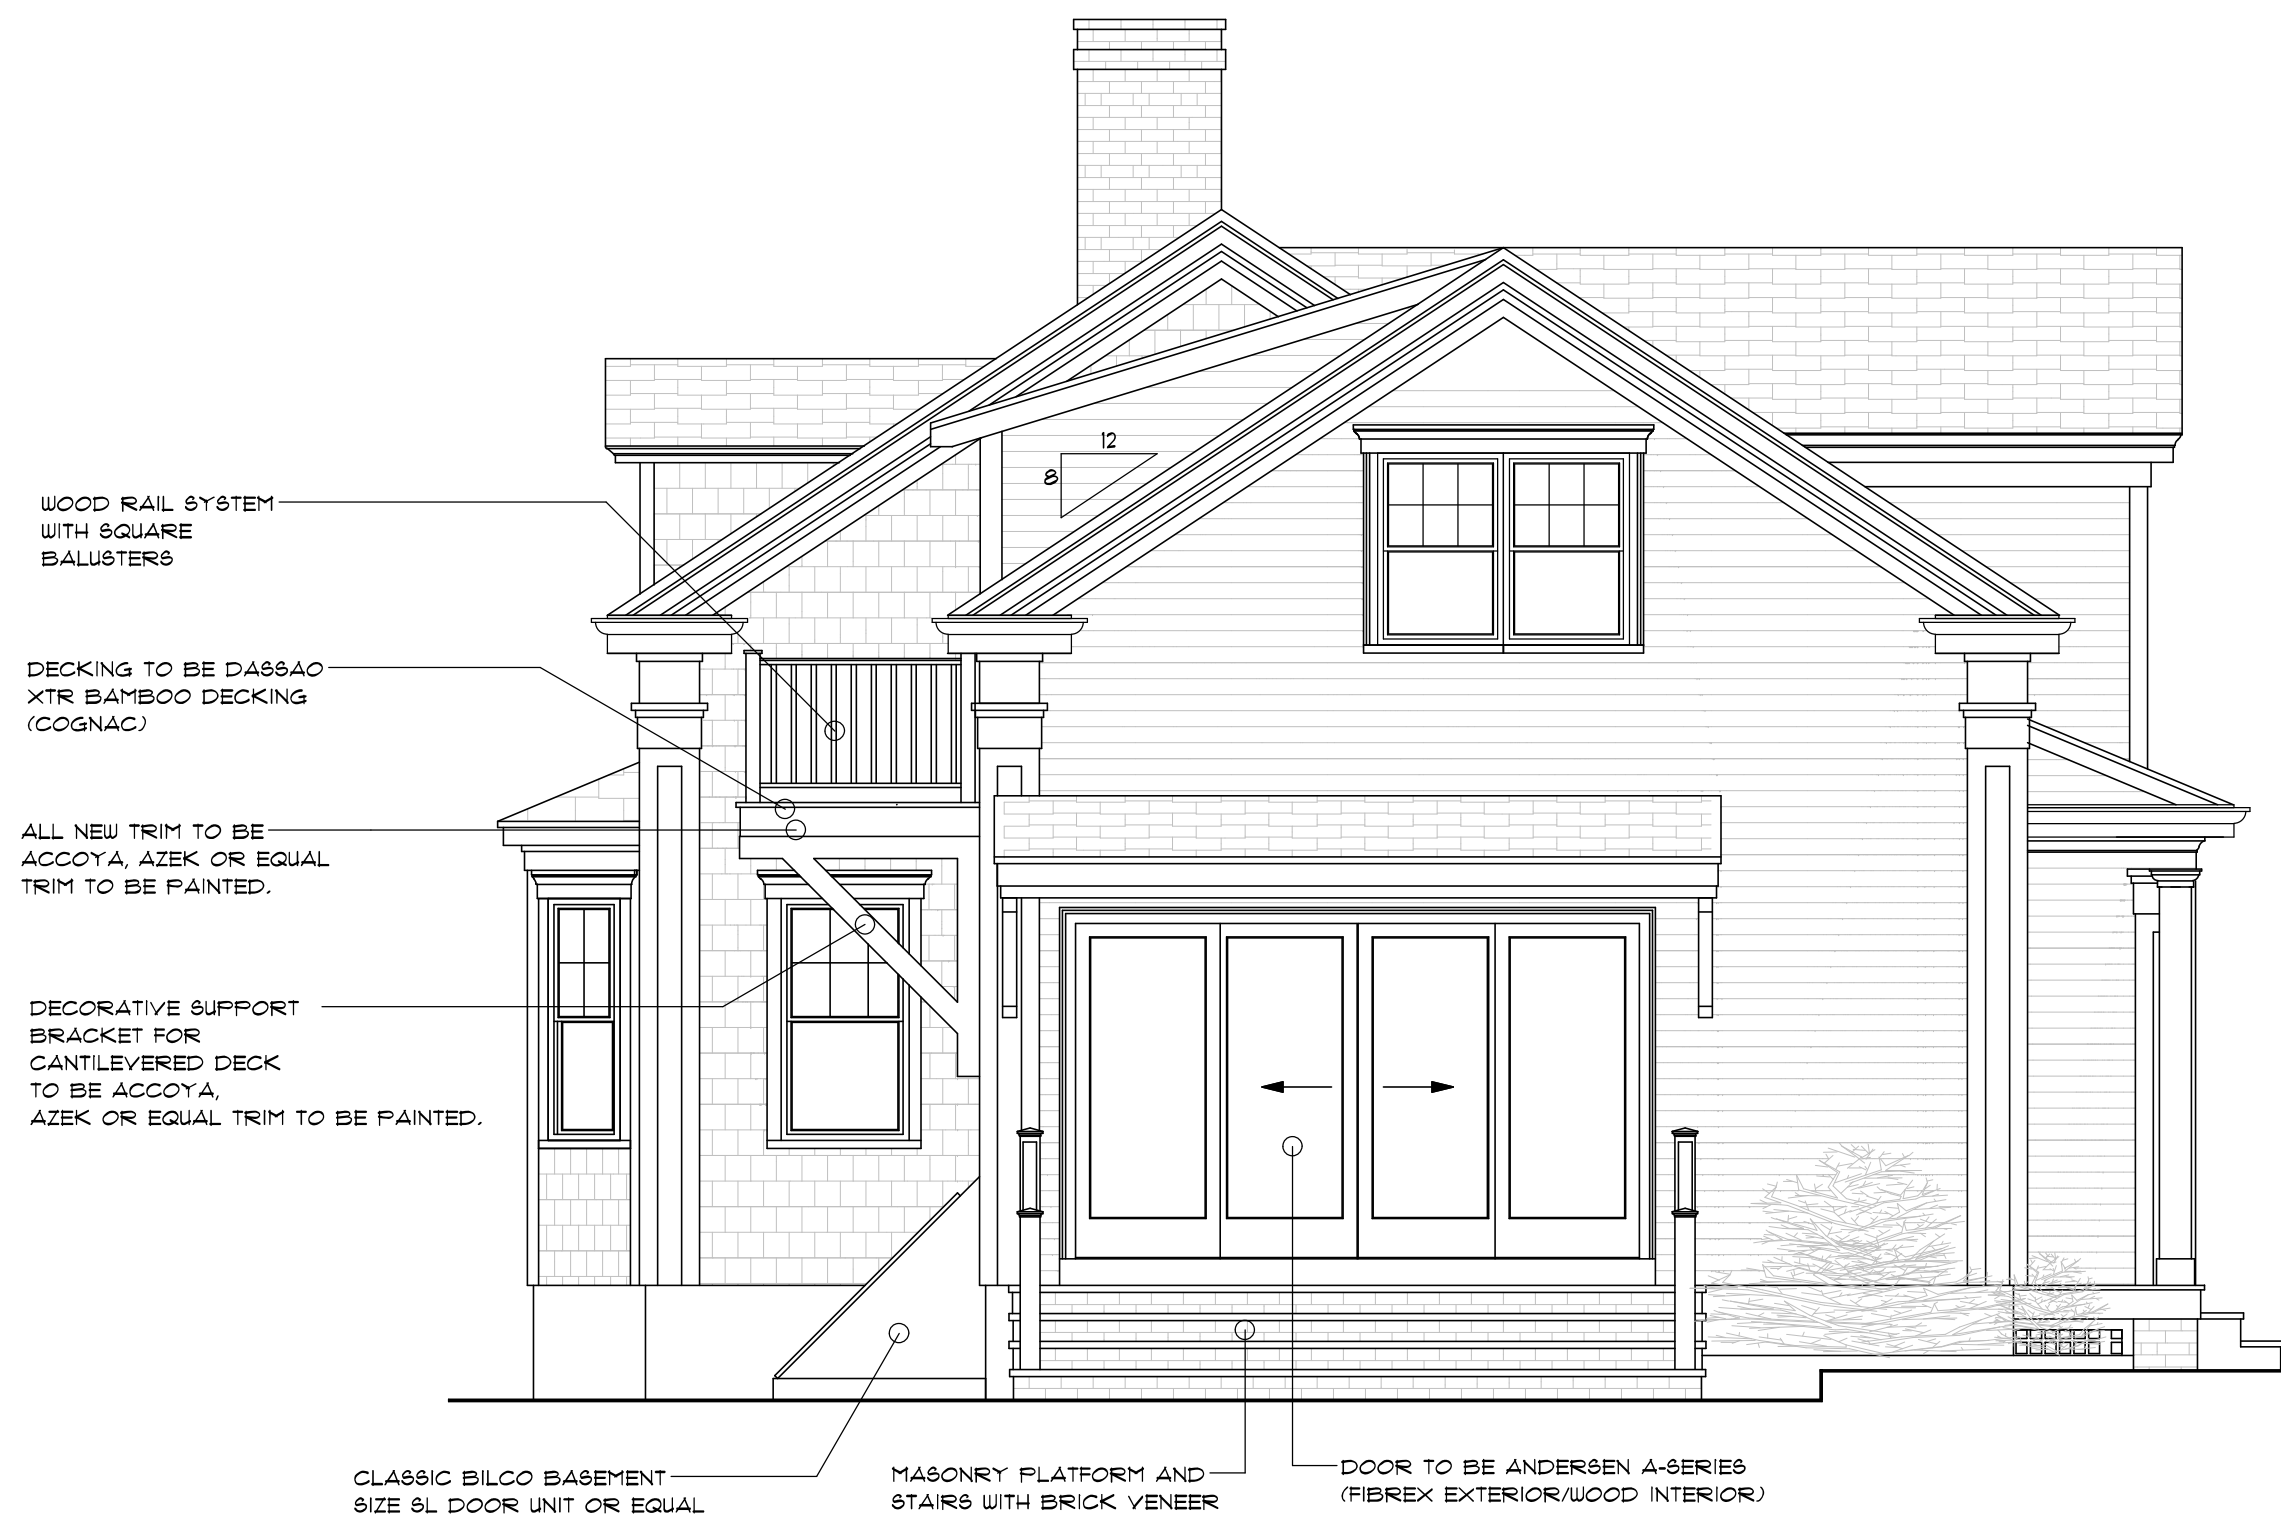 12
8
WOOD RAIL SYSTEM
WITH SQUARE
BALUSTERS
DECKING TO BE DASSAO
XTR BAMBOO DECKING
(COGNAC)
ALL NEW TRIM TO BE
ACCOYA, AZEK OR EQUAL
TRIM TO BE PAINTED.
DECORATIVE SUPPORT
BRACKET FOR
CANTILEVERED DECK
TO BE ACCOYA,
AZEK OR EQUAL TRIM TO BE PAINTED.
CLASSIC BILCO BASEMENT
SIZE SL DOOR UNIT OR EQUAL
MASONRY PLATFORM AND
STAIRS WITH BRICK VENEER
DOOR TO BE ANDERSEN A-SERIES
(FIBREX EXTERIOR/WOOD INTERIOR)